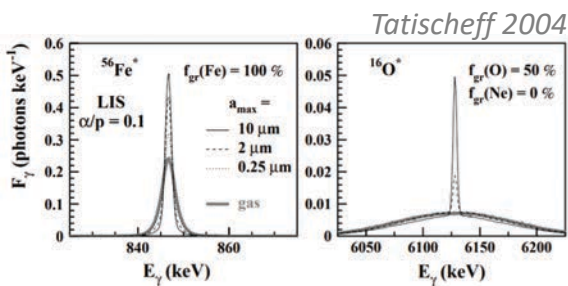 Tatischeff 2004
F_γ (photons keV⁻¹)
0.6
0.5
0.4
0.3
0.2
0.1
0
⁵⁶Fe*
f_gr(Fe) = 100 %
LIS
α/p = 0.1
a_max =
10 μm
2 μm
0.25 μm
gas
840
860
E_γ (keV)
0.06
0.05
0.04
0.03
0.02
0.01
0
¹⁶O*
f_gr(O) = 50 %
f_gr(Ne) = 0 %
6050
6100
6150
6200
E_γ (keV)